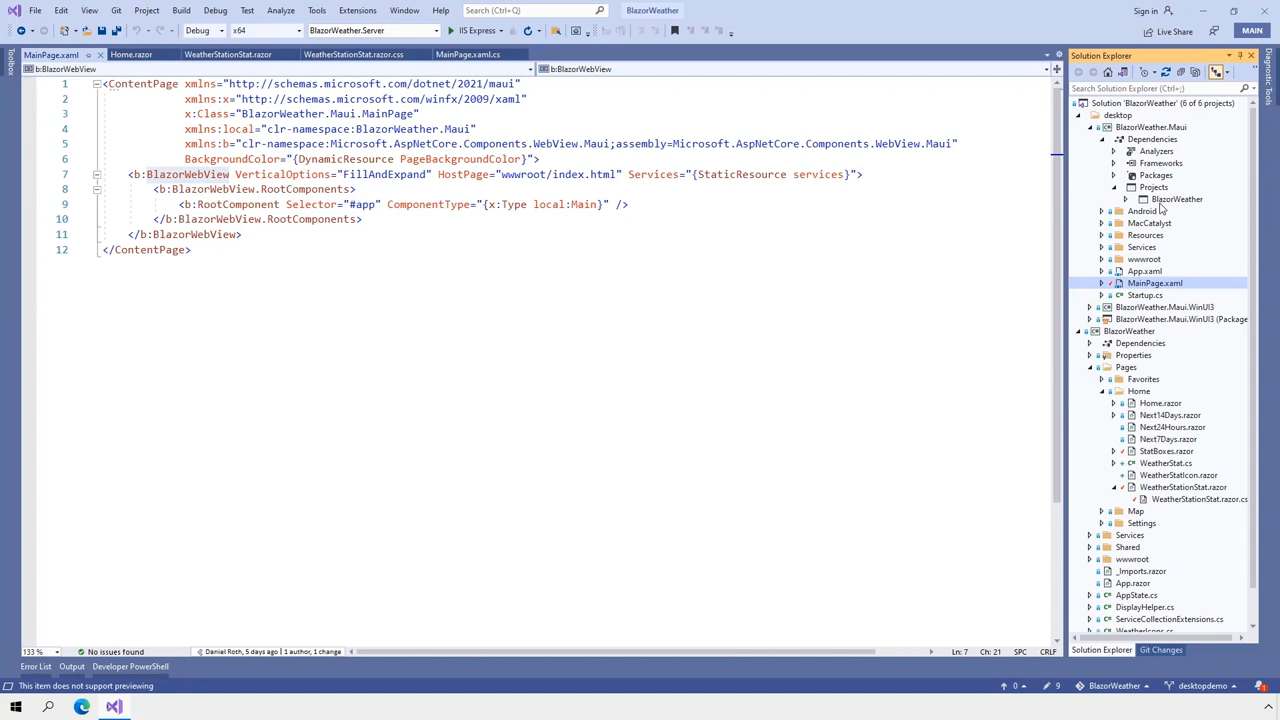 File Edit View Git Project Build Debug Test Analyze Tools Extensions Window Help Search (Ctrl+Q) BlazorWeather Sign in
Debug x64 BlazorWeather.Server IIS Express Live Share MAIN
MainPage.xaml Home.razor WeatherStationStat.razor WeatherStationStat.razor.css MainPage.xaml.cs
Toolbox
b:BlazorWebView b:BlazorWebView
1 <ContentPage xmlns="http://schemas.microsoft.com/dotnet/2021/maui"
2 xmlns:x="http://schemas.microsoft.com/winfx/2009/xaml"
3 x:Class="BlazorWeather.Maui.MainPage"
4 xmlns:local="clr-namespace:BlazorWeather.Maui"
5 xmlns:b="clr-namespace:Microsoft.AspNetCore.Components.WebView.Maui;assembly=Microsoft.AspNetCore.Components.WebView.Maui"
6 BackgroundColor="{DynamicResource PageBackgroundColor}">
7 <b:BlazorWebView VerticalOptions="FillAndExpand" HostPage="wwwroot/index.html" Services="{StaticResource services}">
8 <b:BlazorWebView.RootComponents>
9 <b:RootComponent Selector="#app" ComponentType="{x:Type local:Main}" />
10 </b:BlazorWebView.RootComponents>
11 </b:BlazorWebView>
12 </ContentPage>
133 % No issues found Daniel Roth, 5 days ago | 1 author, 1 change Ln: 7 Ch: 21 SPC CRLF
Solution Explorer
Search Solution Explorer (Ctrl+;)
Solution 'BlazorWeather' (6 of 6 projects)
desktop
BlazorWeather.Maui
Dependencies
Analyzers
Frameworks
Packages
Projects
BlazorWeather
Android
MacCatalyst
Resources
Services
wwwroot
App.xaml
MainPage.xaml
Startup.cs
BlazorWeather.Maui.WinUI3
BlazorWeather.Maui.WinUI3 (Package
BlazorWeather
Dependencies
Properties
Pages
Favorites
Home
Home.razor
Next14Days.razor
Next24Hours.razor
Next7Days.razor
StatBoxes.razor
WeatherStat.cs
WeatherStatIcon.razor
WeatherStationStat.razor
WeatherStationStat.razor.cs
Map
Settings
Services
Shared
wwwroot
_Imports.razor
App.razor
AppState.cs
DisplayHelper.cs
ServiceCollectionExtensions.cs
WeatherIcons.cs
Solution Explorer Git Changes
Diagnostic Tools
Error List Output Developer PowerShell
This item does not support previewing 0 9 BlazorWeather desktopdemo 1